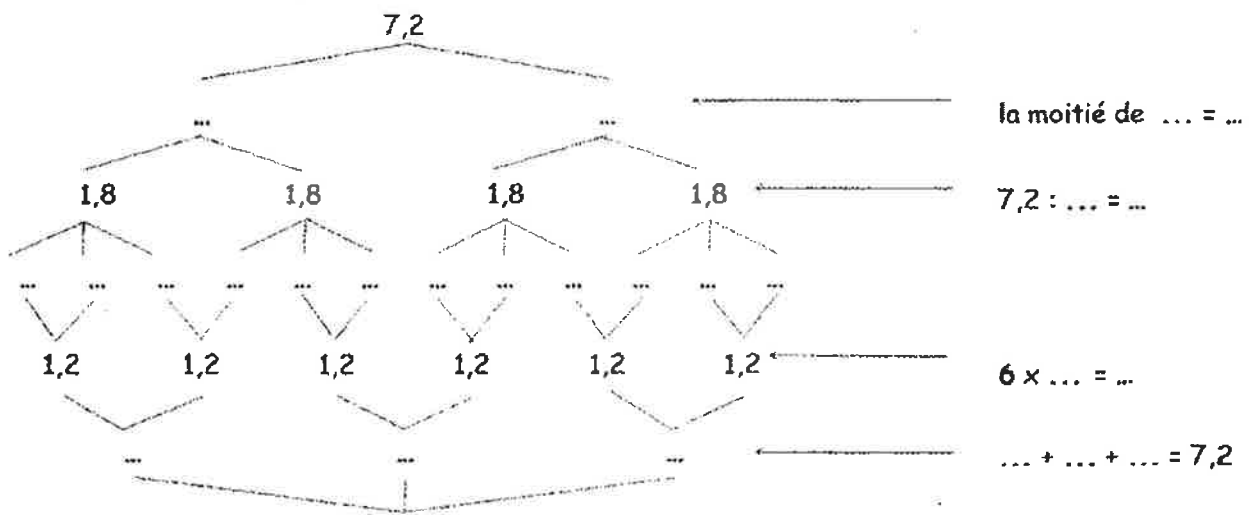 7,2
... ... la moitié de ... = ...
1,8 1,8 1,8 1,8 7,2 : ... = ...
... ... ... ... ... ... ... ... ... ... ... ...
1,2 1,2 1,2 1,2 1,2 1,2 6 x ... = ...
... ... ... ... + ... + ... = 7,2